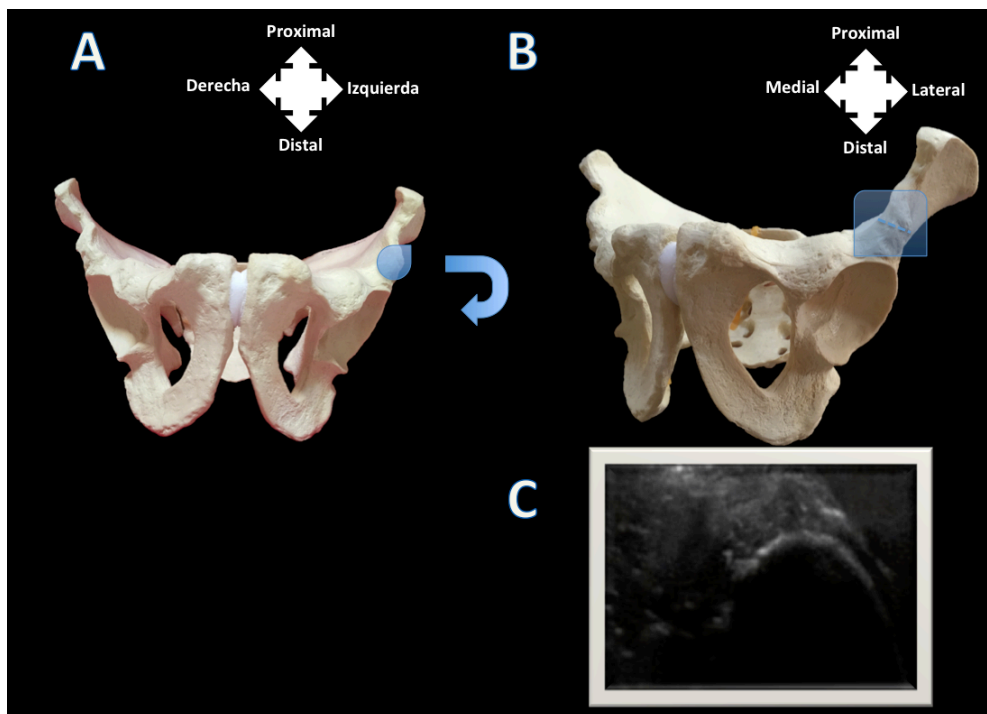 A
Proximal
Derecha
Izquierda
Distal
B
Proximal
Medial
Lateral
Distal
C